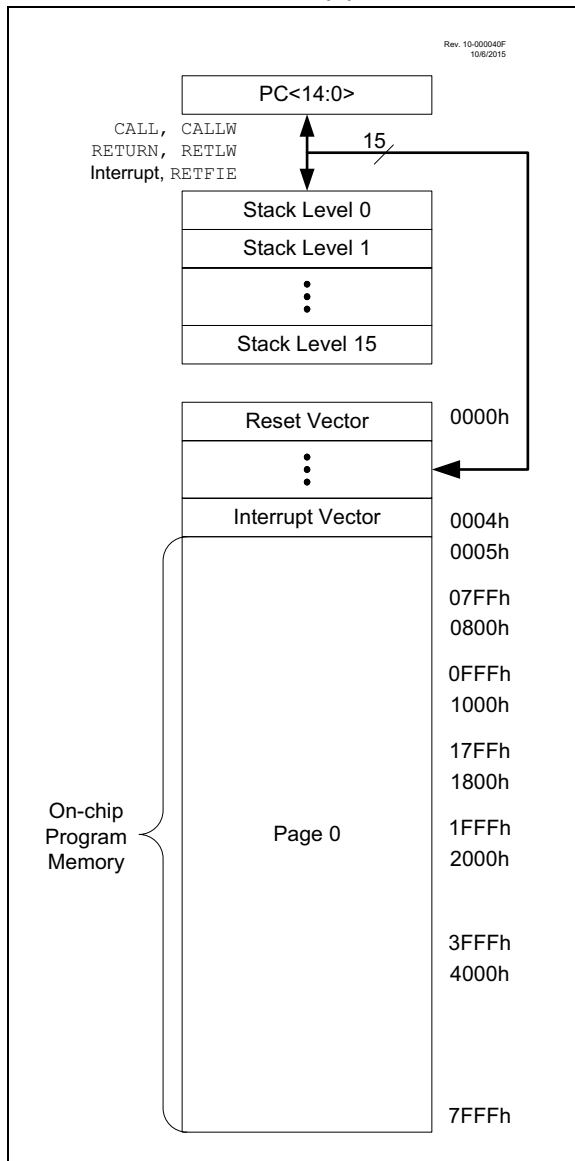 Rev. 10-000040F
10/6/2015
PC<14:0>
CALL, CALLW
RETURN, RETLW
Interrupt, RETFIE
15
Stack Level 0
Stack Level 1
Stack Level 15
Reset Vector
0000h
Interrupt Vector
0004h
0005h
07FFh
0800h
0FFFh
1000h
17FFh
1800h
On-chip
Program
Memory
Page 0
1FFFh
2000h
3FFFh
4000h
7FFFh